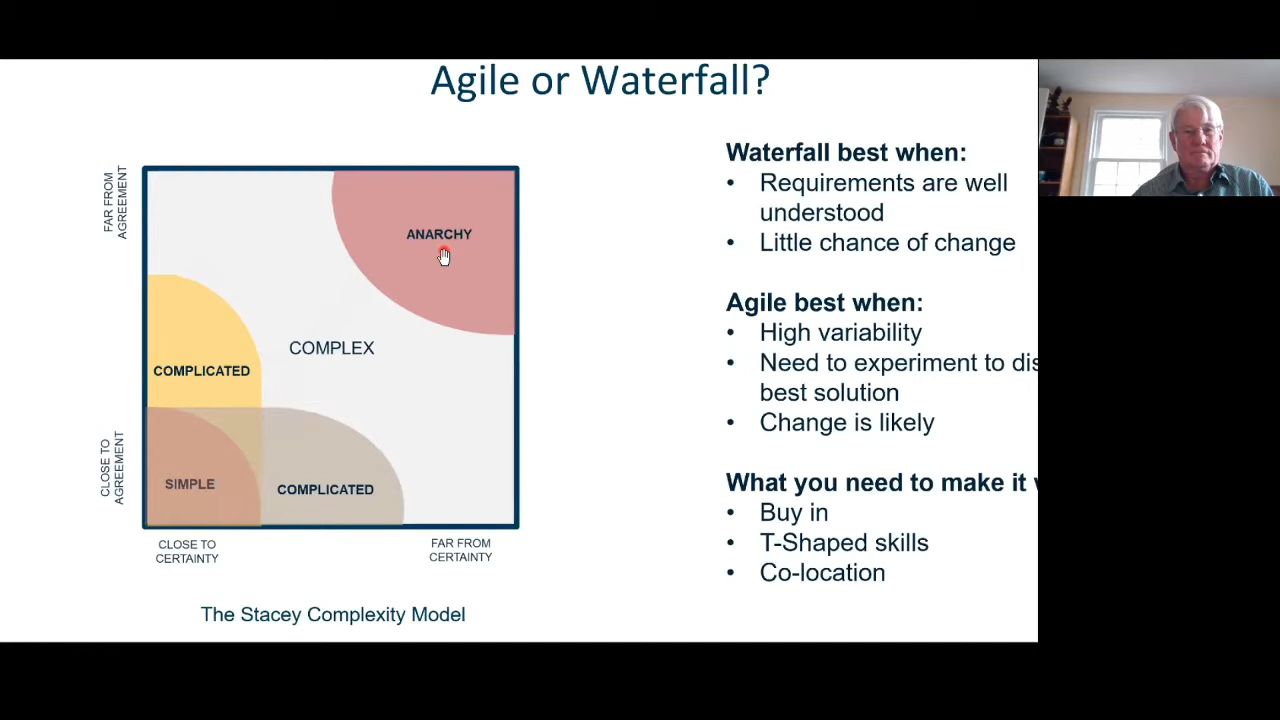 Agile or Waterfall?
FAR FROM
AGREEMENT
ANARCHY
COMPLEX
COMPLICATED
CLOSE TO
AGREEMENT
SIMPLE
COMPLICATED
CLOSE TO
CERTAINTY
FAR FROM
CERTAINTY
The Stacey Complexity Model
Waterfall best when:
• Requirements are well
understood
• Little chance of change
Agile best when:
• High variability
• Need to experiment to
best solution
• Change is likely
What you need to make it
• Buy in
• T-Shaped skills
• Co-location